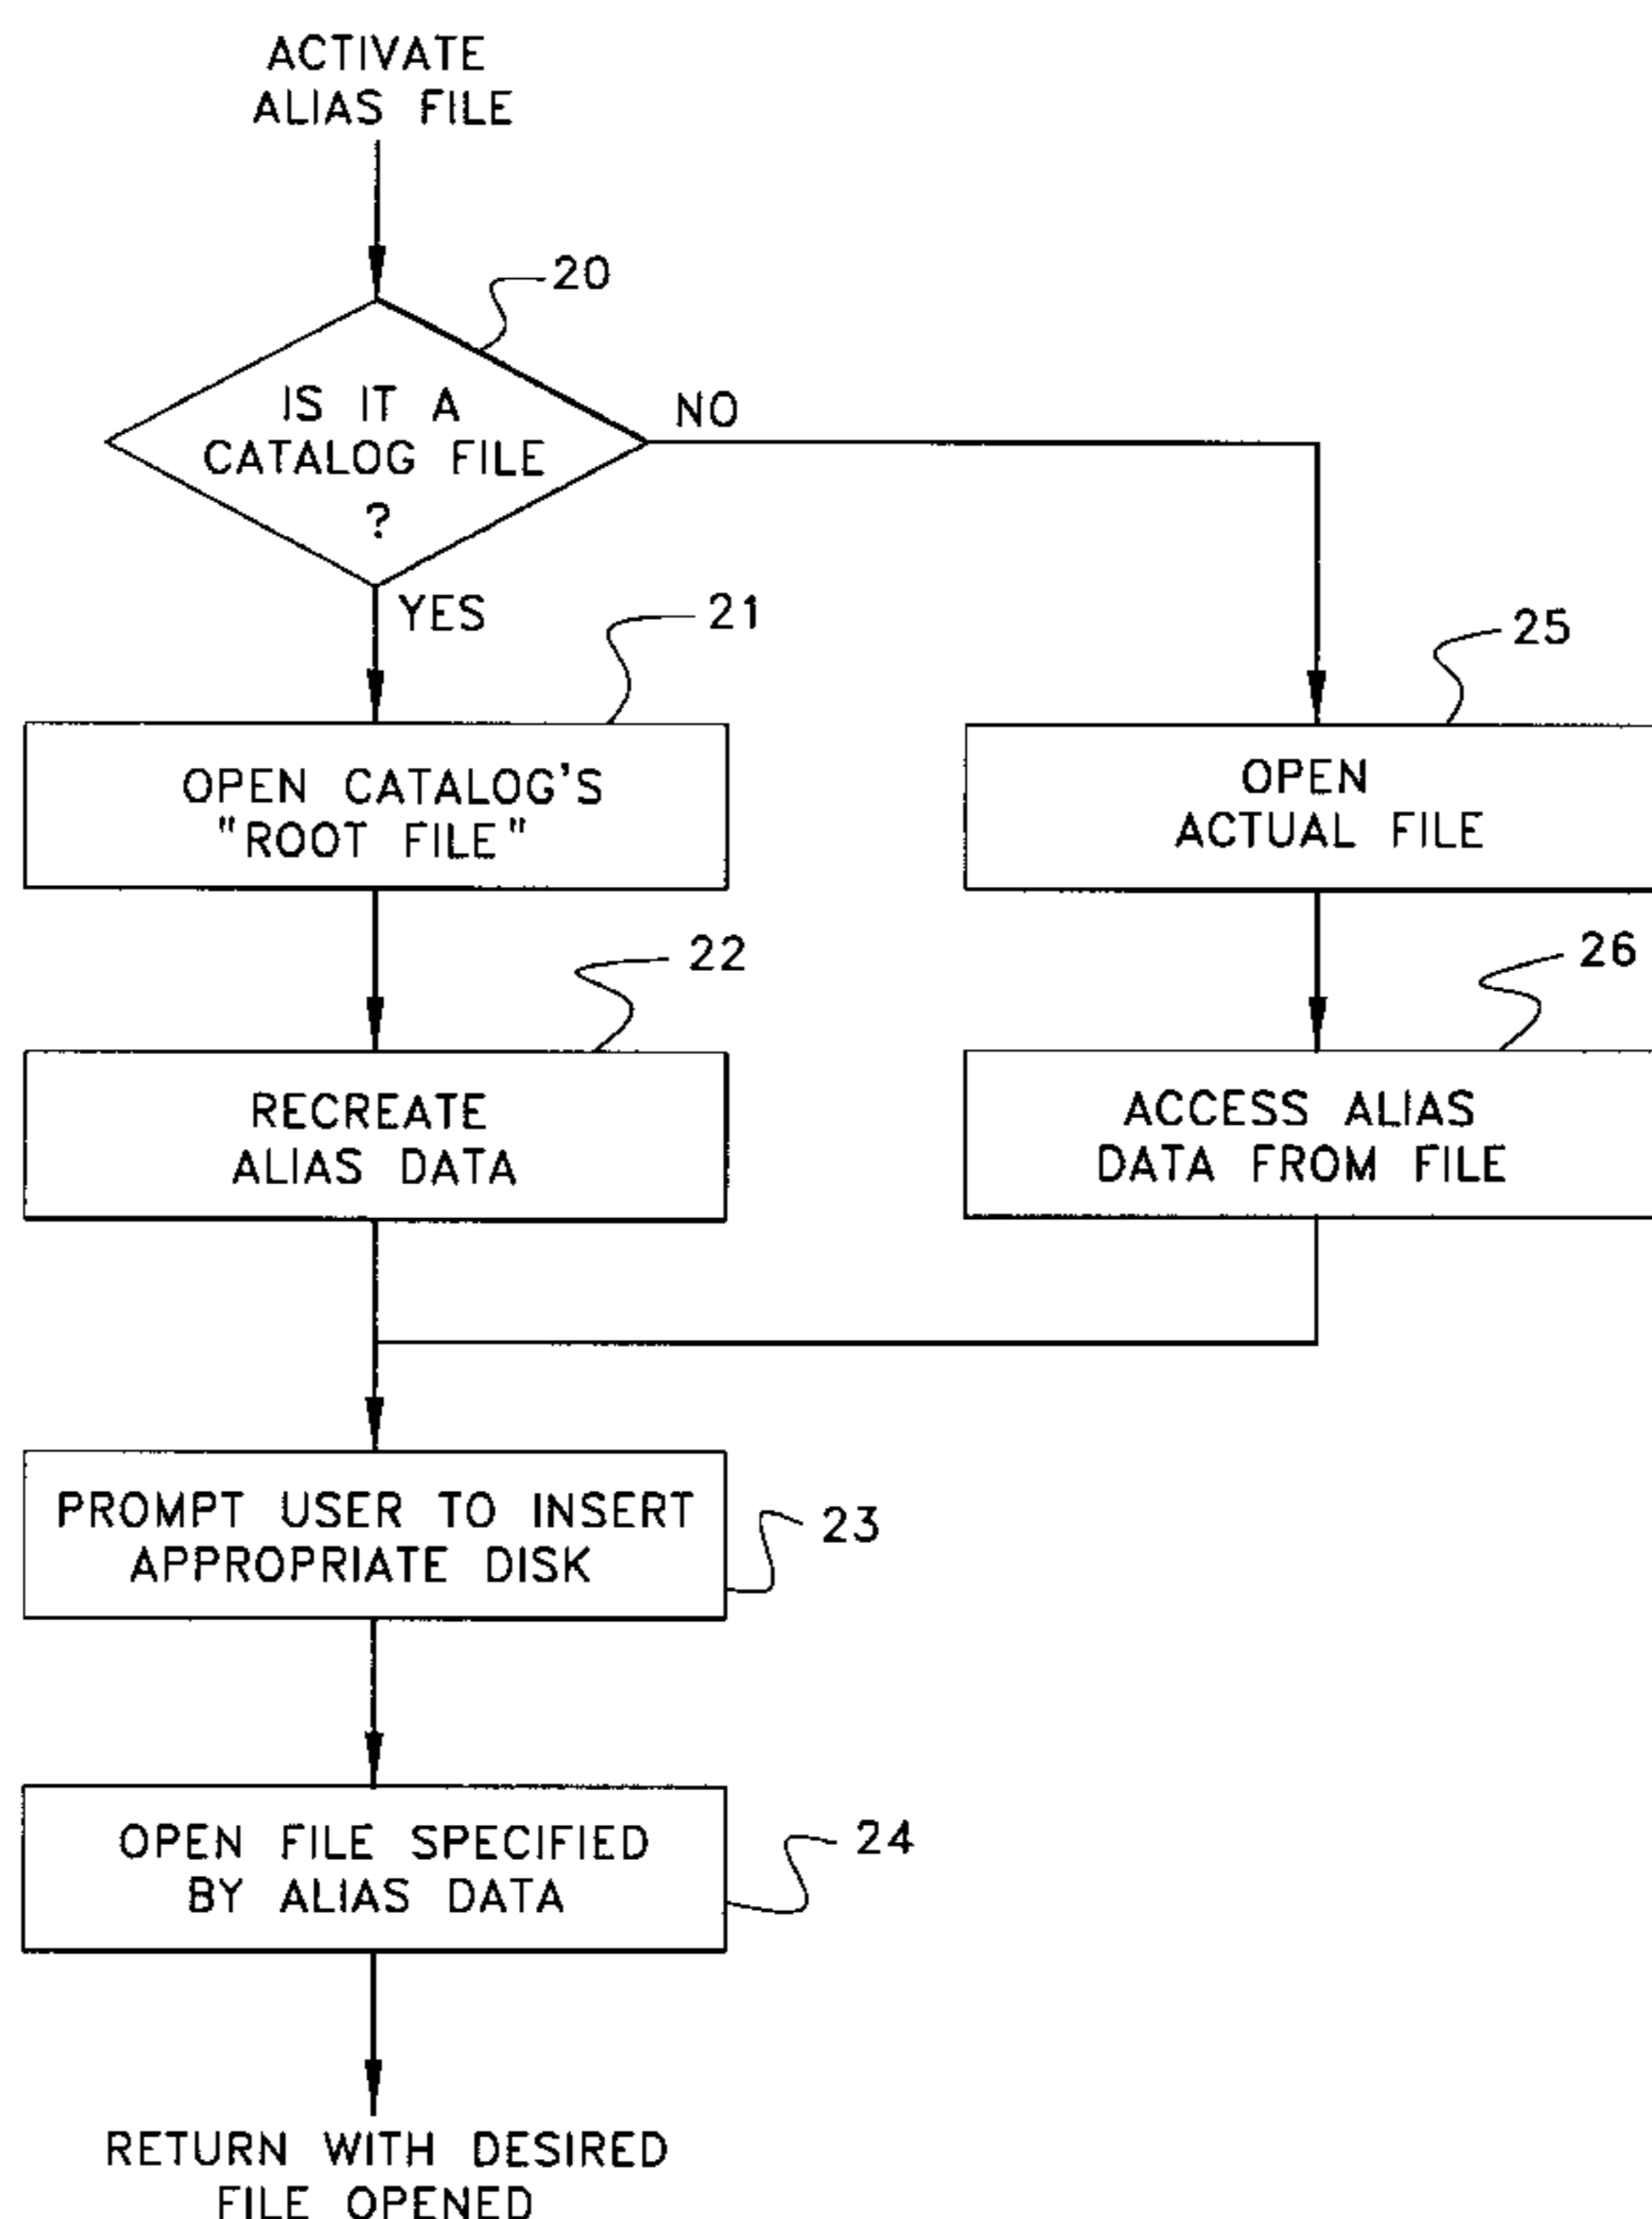 ACTIVATE
ALIAS FILE
20
IS IT A
CATALOG FILE
?
NO
YES
21
25
OPEN CATALOG'S
"ROOT FILE"
OPEN
ACTUAL FILE
22
26
RECREATE
ALIAS DATA
ACCESS ALIAS
DATA FROM FILE
PROMPT USER TO INSERT
APPROPRIATE DISK
23
OPEN FILE SPECIFIED
BY ALIAS DATA
24
RETURN WITH DESIRED
FILE OPENED